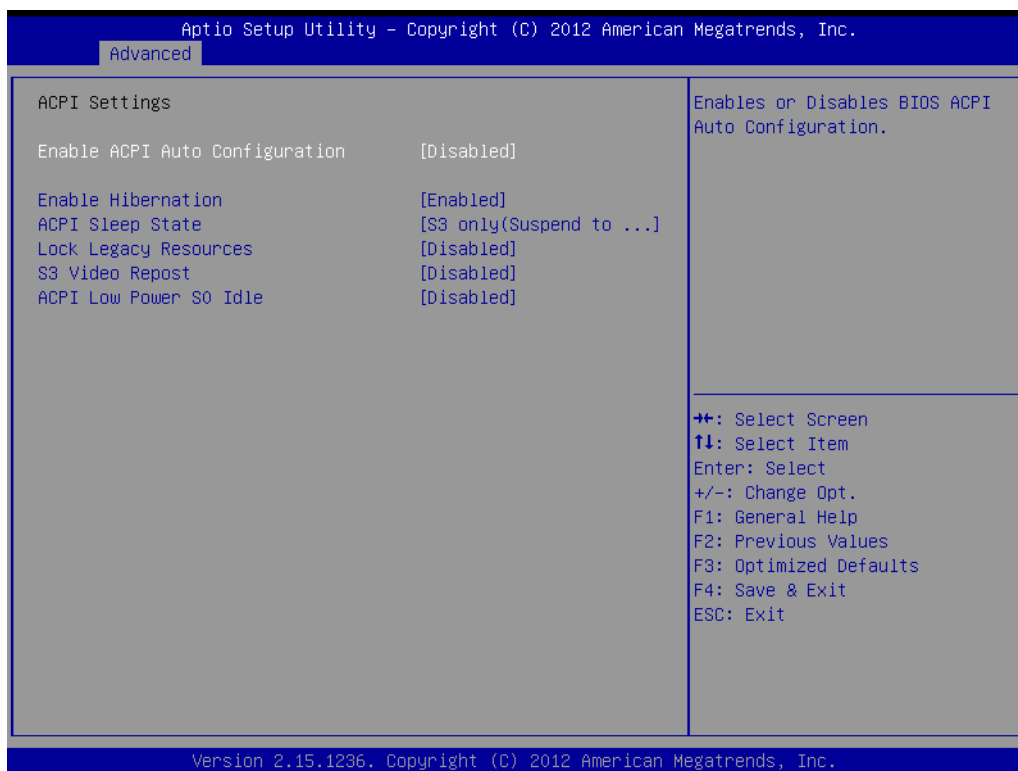 Aptio Setup Utility – Copyright (C) 2012 American Megatrends, Inc.
Advanced
ACPI Settings
Enable ACPI Auto Configuration [Disabled]
Enable Hibernation [Enabled]
ACPI Sleep State [S3 only(Suspend to ...]
Lock Legacy Resources [Disabled]
S3 Video Repost [Disabled]
ACPI Low Power S0 Idle [Disabled]
Enables or Disables BIOS ACPI
Auto Configuration.
→←: Select Screen
↑↓: Select Item
Enter: Select
+/-: Change Opt.
F1: General Help
F2: Previous Values
F3: Optimized Defaults
F4: Save & Exit
ESC: Exit
Version 2.15.1236. Copyright (C) 2012 American Megatrends, Inc.